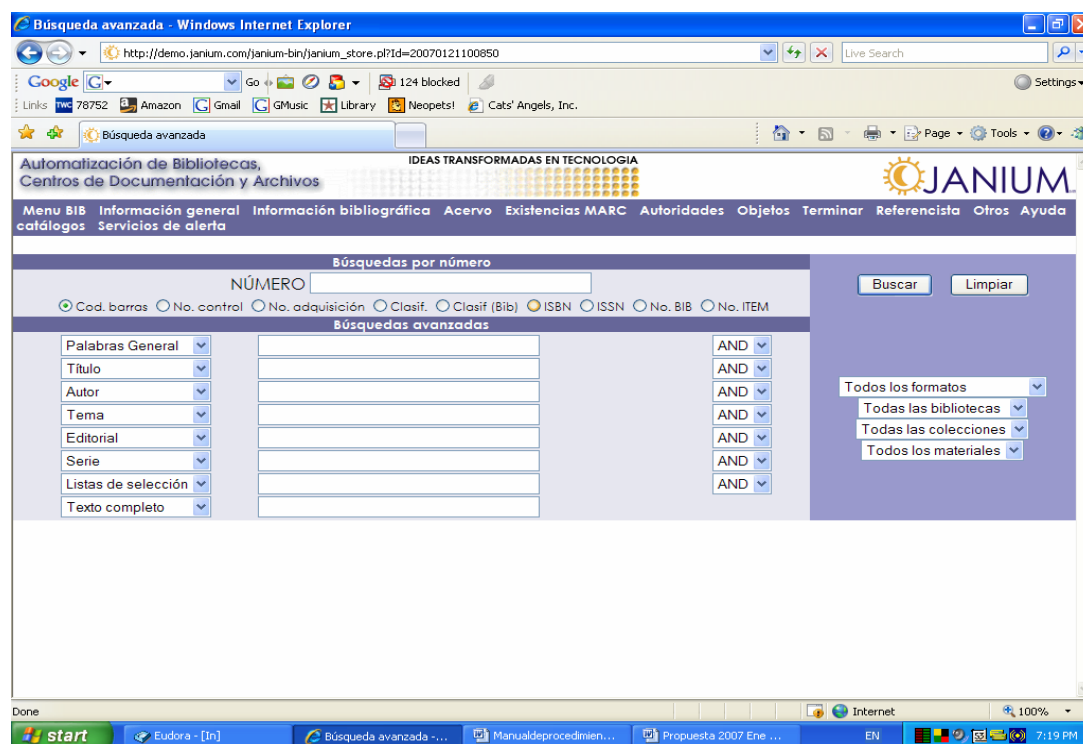 Búsqueda avanzada - Windows Internet Explorer
http://demo.janium.com/janium-bin/janium_store.pl?Id=20070121100850
Live Search
Google G Go 124 blocked Settings
Links TWC 78752 Amazon Gmail GMusic Library Neopets! Cats' Angels, Inc.
Búsqueda avanzada Page Tools
Automatización de Bibliotecas,
Centros de Documentación y Archivos
IDEAS TRANSFORMADAS EN TECNOLOGIA
JANIUM
Menu BIB Información general Información bibliográfica Acervo Existencias MARC Autoridades Objetos Terminar Referencista Otros Ayuda
catálogos Servicios de alerta
Búsquedas por número
NÚMERO
Cod. barras No. control No. adquisición Clasif. Clasif (Bib) ISBN ISSN No. BIB No. ITEM
Buscar Limpiar
Búsquedas avanzadas
Palabras General AND
Título AND
Autor AND
Tema AND
Editorial AND
Serie AND
Listas de selección AND
Texto completo
Todos los formatos
Todas las bibliotecas
Todas las colecciones
Todos los materiales
Done Internet 100%
start Eudora - [In] Búsqueda avanzada -... Manualdeprocedimien... Propuesta 2007 Ene ... EN 7:19 PM